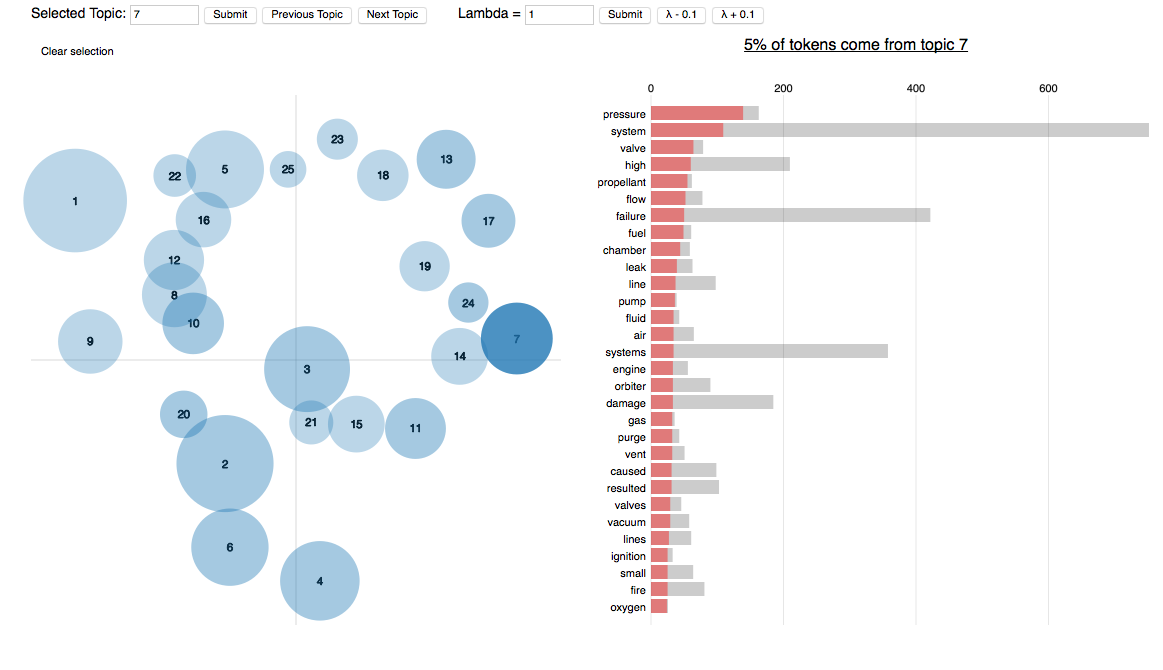 Selected Topic: 7 Submit Previous Topic Next Topic Lambda = 1 Submit λ - 0.1 λ + 0.1
Clear selection
5% of tokens come from topic 7
0 200 400 600
pressure
system
valve
high
propellant
flow
failure
fuel
chamber
leak
line
pump
fluid
air
systems
engine
orbiter
damage
gas
purge
vent
caused
resulted
valves
vacuum
lines
ignition
small
fire
oxygen
23
13
5
25
22
18
1
16
17
12
19
8
24
10
7
9
14
3
20
21
15
11
2
6
4